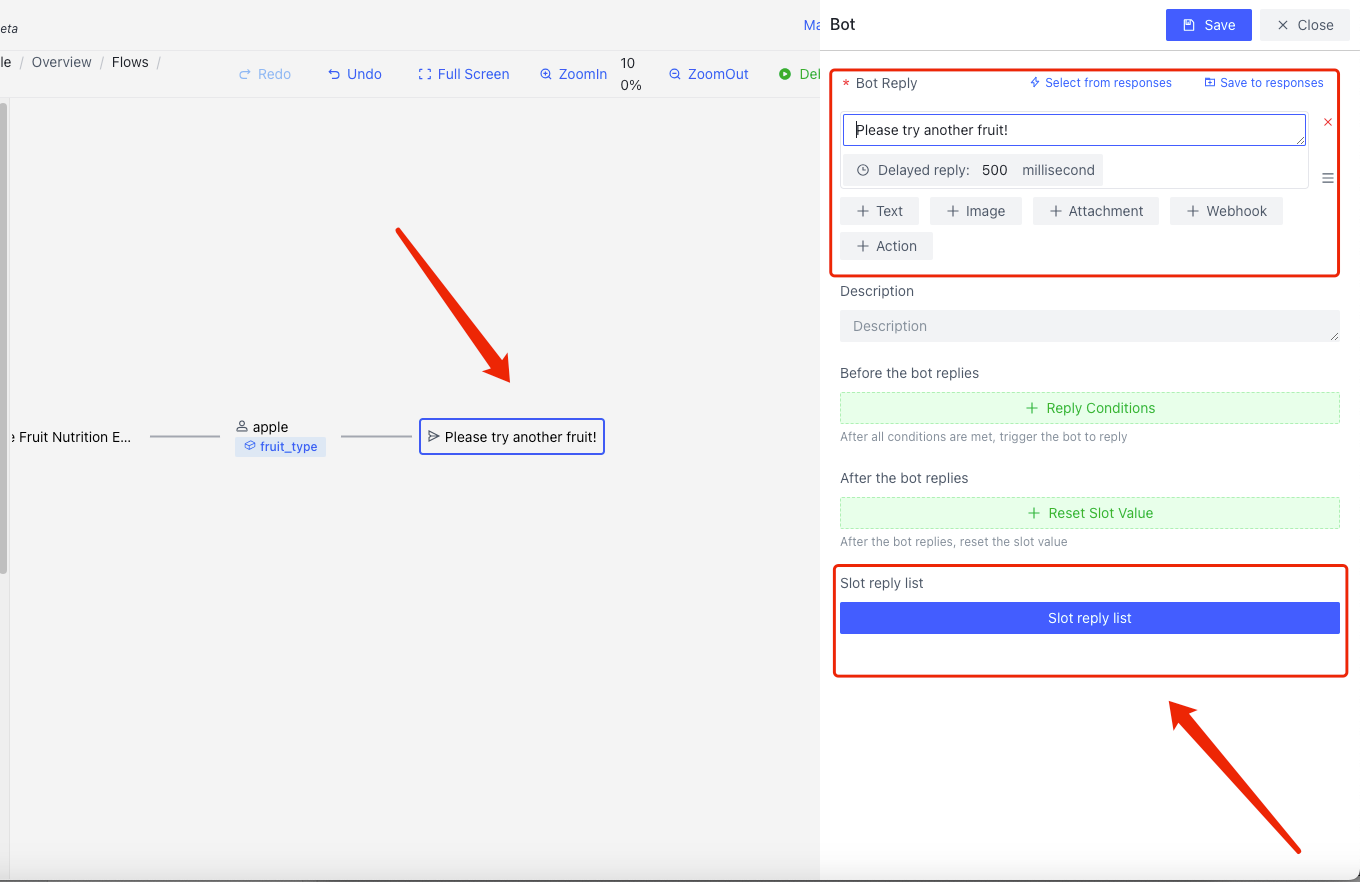 Bot
Save
Close
le / Overview / Flows /
Redo
Undo
Full Screen
ZoomIn
10
0%
ZoomOut
* Bot Reply
Select from responses
Save to responses
Please try another fruit!
Delayed reply: 500 millisecond
Text
Image
Attachment
Webhook
Action
Description
Description
Before the bot replies
Reply Conditions
After all conditions are met, trigger the bot to reply
After the bot replies
Reset Slot Value
After the bot replies, reset the slot value
Slot reply list
Slot reply list
Fruit Nutrition E...
apple
fruit_type
Please try another fruit!